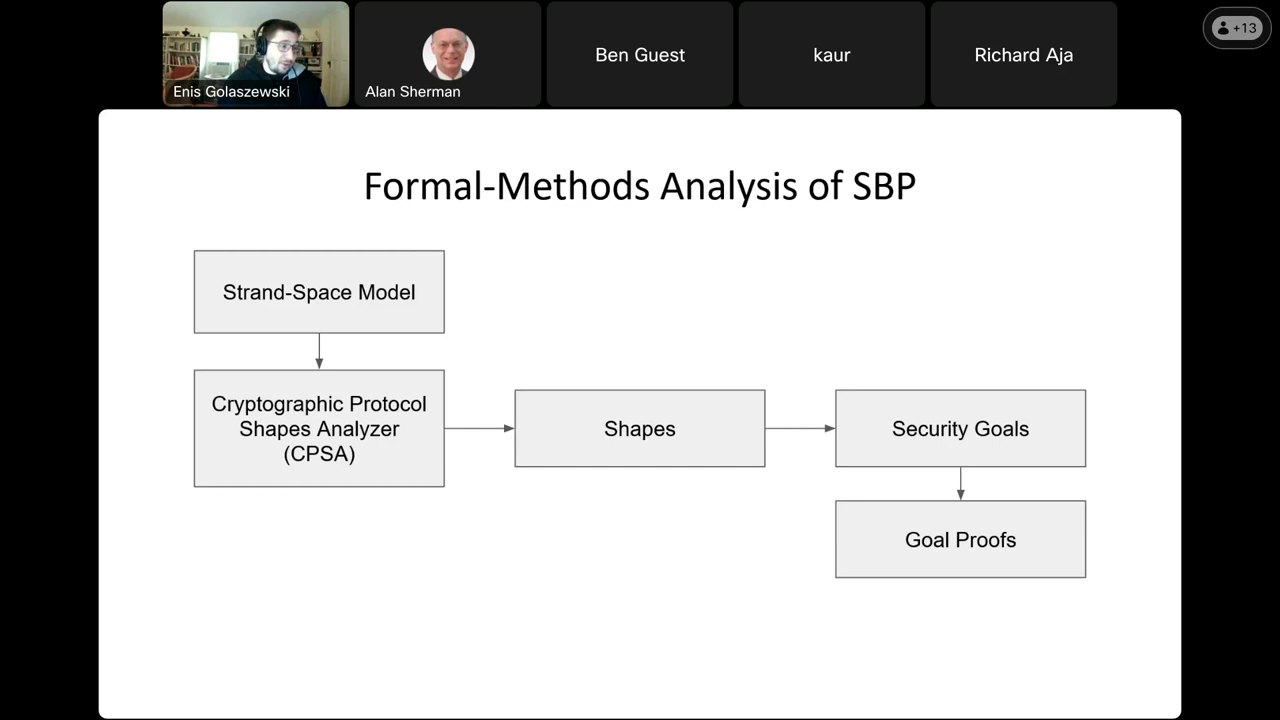 Enis Golaszewski
Alan Sherman
Ben Guest
kaur
Richard Aja
+13
Formal-Methods Analysis of SBP
Strand-Space Model
Cryptographic Protocol
Shapes Analyzer
(CPSA)
Shapes
Security Goals
Goal Proofs